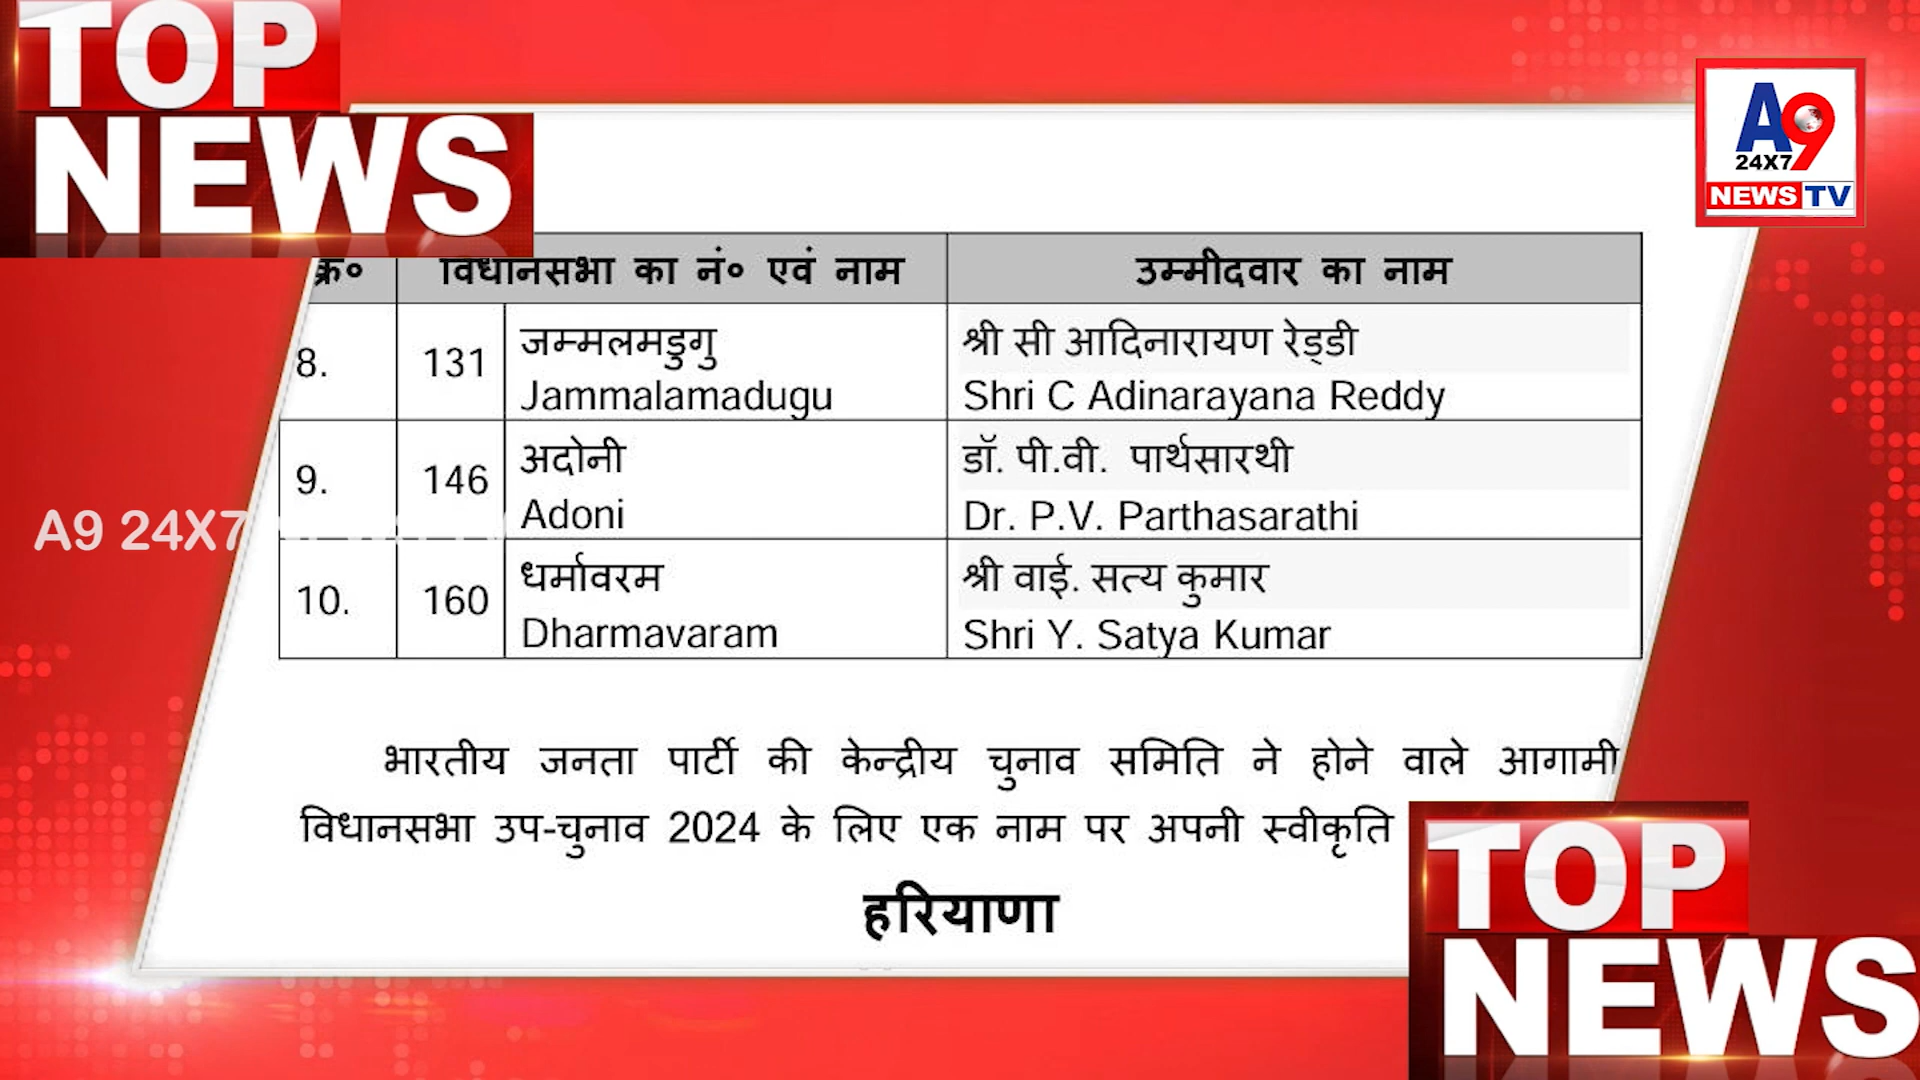 TOP
NEWS
A9
24X7
NEWS TV
क्र० विधानसभा का नं० एवं नाम उम्मीदवार का नाम
8. 131 जम्मलमडुगु श्री सी आदिनारायण रेड्डी
Jammalamadugu Shri C Adinarayana Reddy
9. 146 अदोनी डॉ. पी.वी. पार्थसारथी
Adoni Dr. P.V. Parthasarathi
A9 24X7
10. 160 धर्मावरम श्री वाई. सत्य कुमार
Dharmavaram Shri Y. Satya Kumar
भारतीय जनता पार्टी की केन्द्रीय चुनाव समिति ने होने वाले आगामी
विधानसभा उप-चुनाव 2024 के लिए एक नाम पर अपनी स्वीकृति
हरियाणा
TOP
NEWS